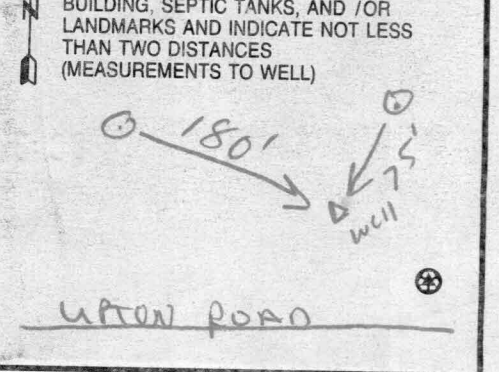 N
BUILDING, SEPTIC TANKS, AND /OR
LANDMARKS AND INDICATE NOT LESS
THAN TWO DISTANCES
(MEASUREMENTS TO WELL)
180'
75'
WELL
UPTON ROAD